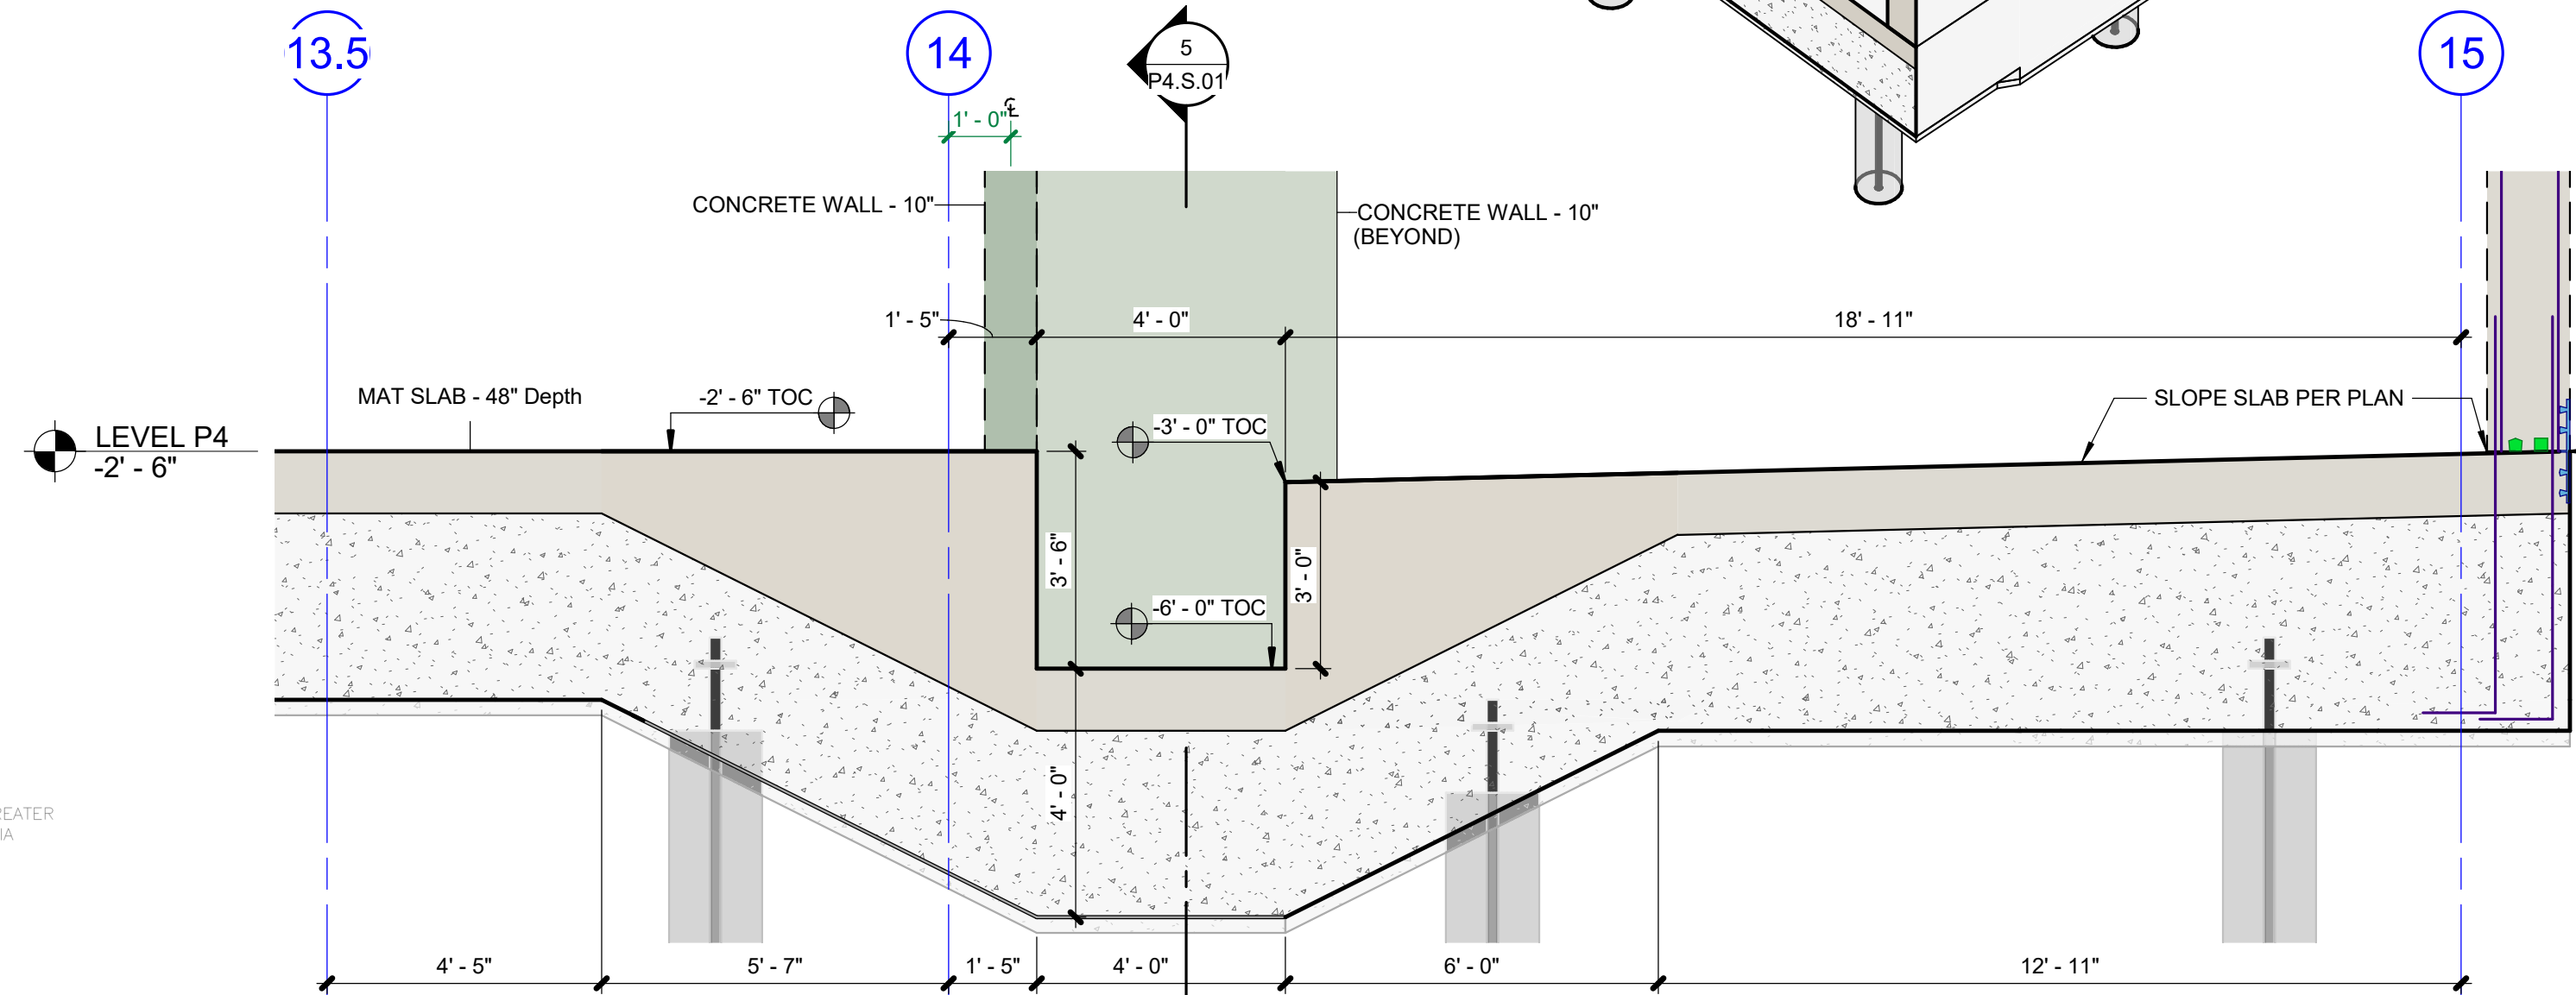 13.5
14
5
P4.S.01
15
1' - 0"
℄
CONCRETE WALL - 10"
CONCRETE WALL - 10"
(BEYOND)
1' - 5"
4' - 0"
18' - 11"
MAT SLAB - 48" Depth
-2' - 6" TOC
SLOPE SLAB PER PLAN
-3' - 0" TOC
LEVEL P4
-2' - 6"
3' - 6"
3' - 0"
-6' - 0" TOC
4' - 0"
4' - 5"
5' - 7"
1' - 5"
4' - 0"
6' - 0"
12' - 11"